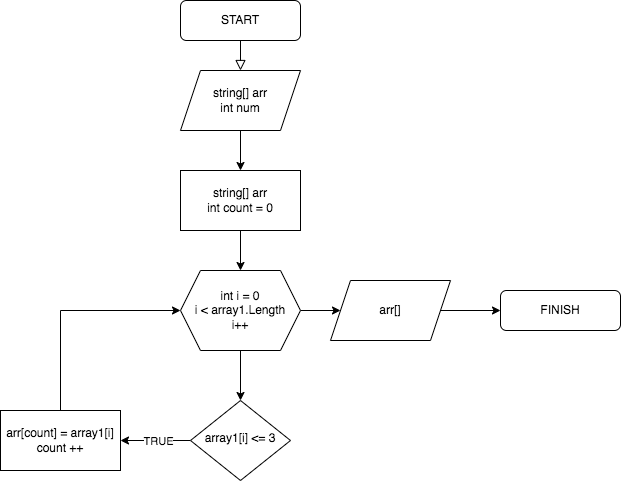 START
string[] arr
int num
string[] arr
int count = 0
int i = 0
i < array1.Length
i++
arr[]
FINISH
arr[count] = array1[i]
count ++
TRUE
array1[i] <= 3